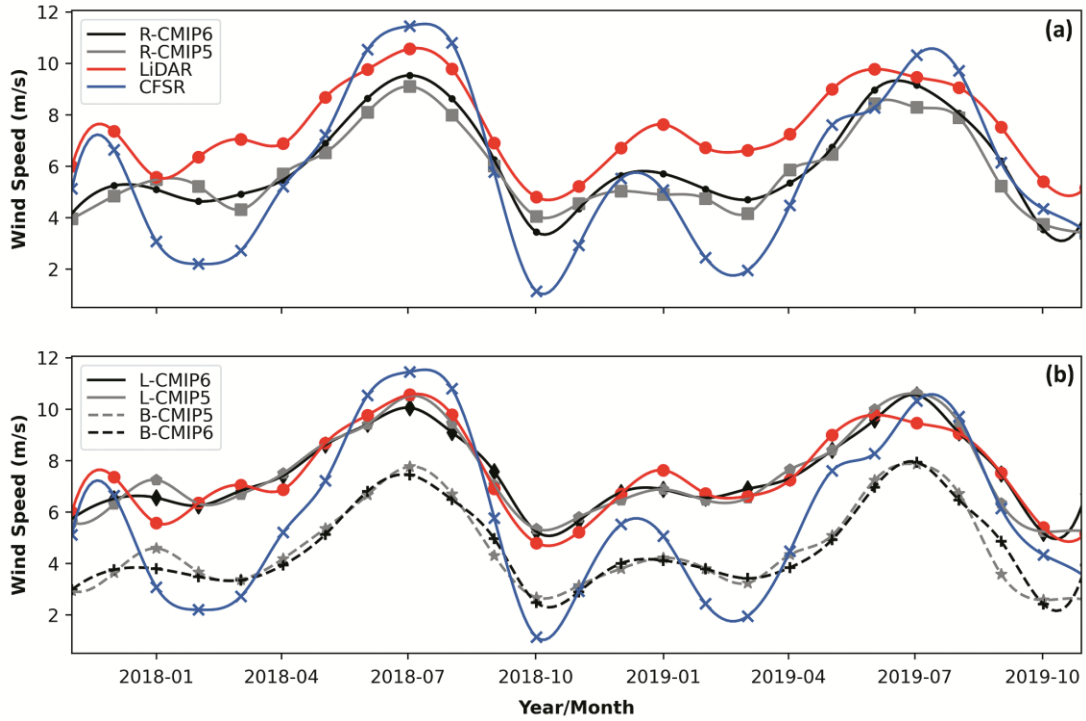 (a)
R-CMIP6
R-CMIP5
LiDAR
CFSR
12
10
8
6
4
2
Wind Speed (m/s)
(b)
L-CMIP6
L-CMIP5
B-CMIP5
B-CMIP6
12
10
8
6
4
2
Wind Speed (m/s)
2018-01 2018-04 2018-07 2018-10 2019-01 2019-04 2019-07 2019-10
Year/Month